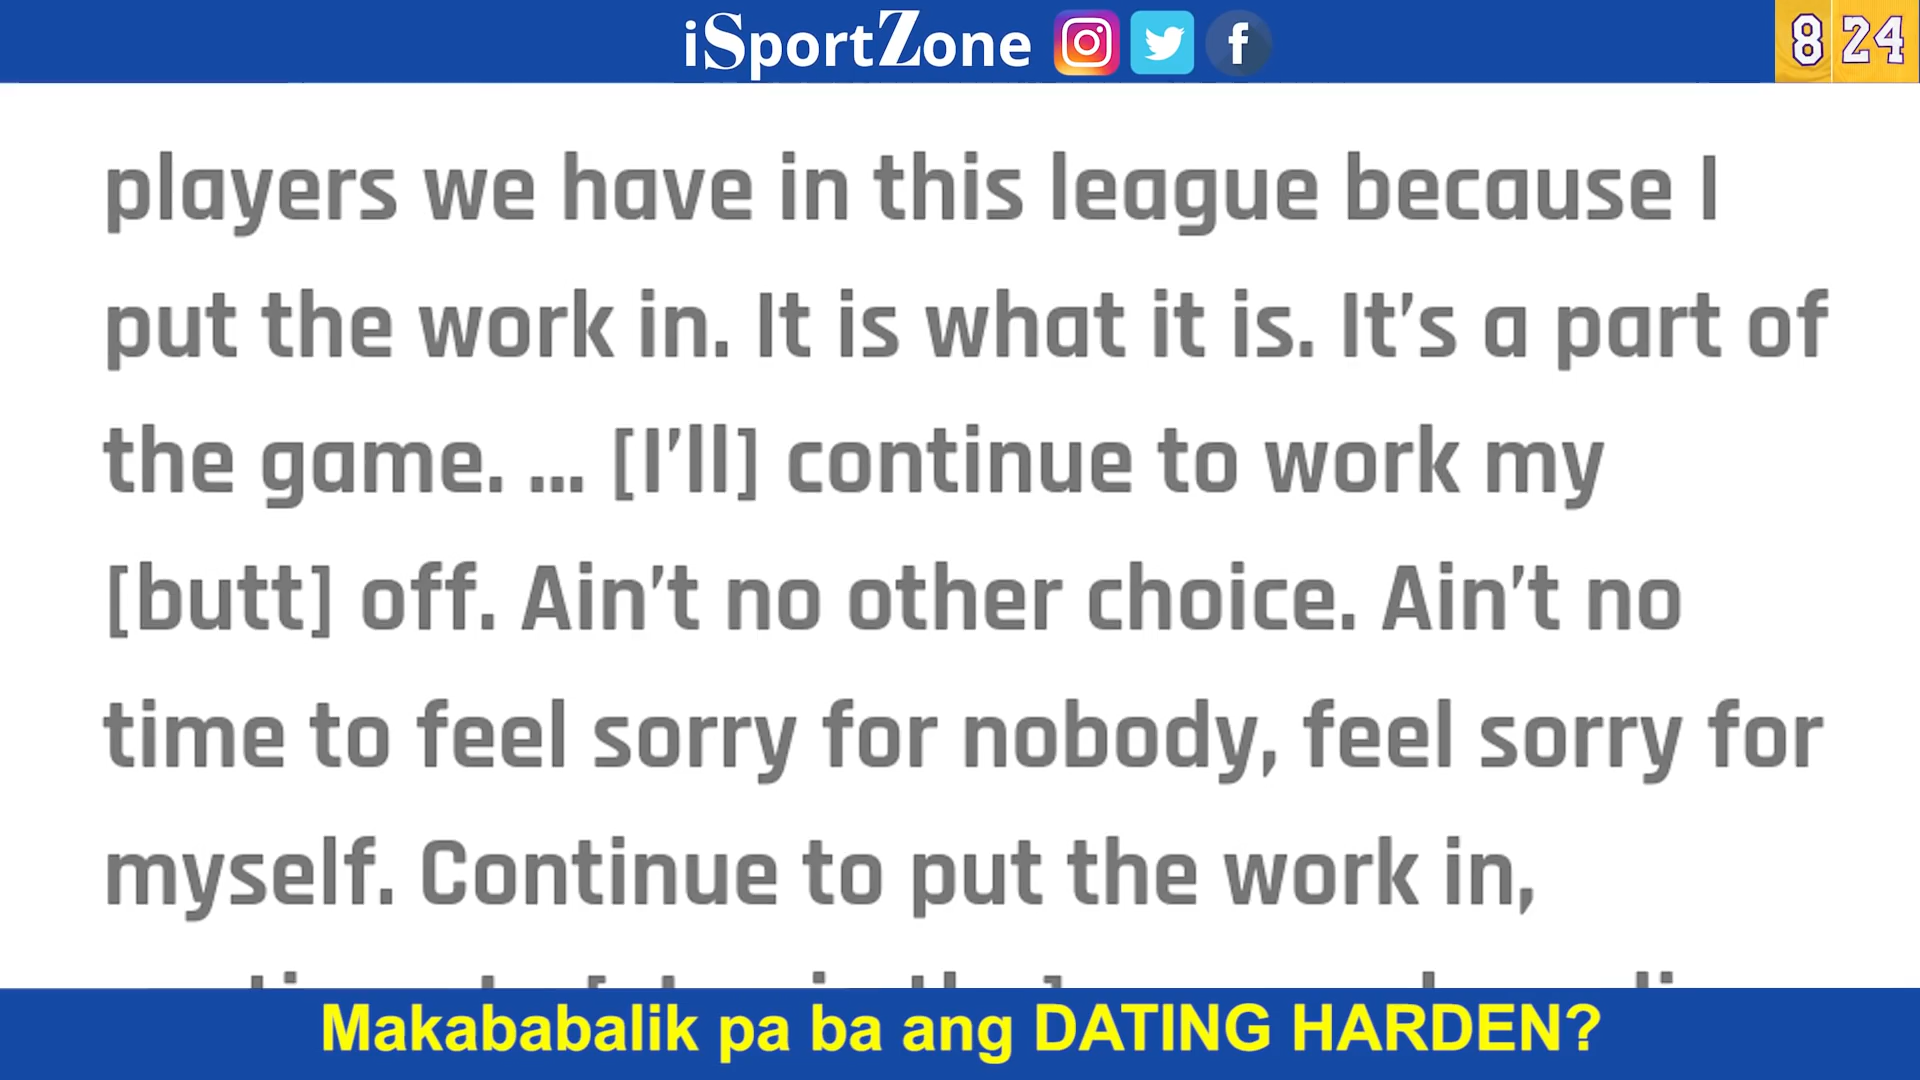 iSportZone
8 24
players we have in this league because I
put the work in. It is what it is. It’s a part of
the game. ... [I’ll] continue to work my
[butt] off. Ain’t no other choice. Ain’t no
time to feel sorry for nobody, feel sorry for
myself. Continue to put the work in,
Makababalik pa ba ang DATING HARDEN?